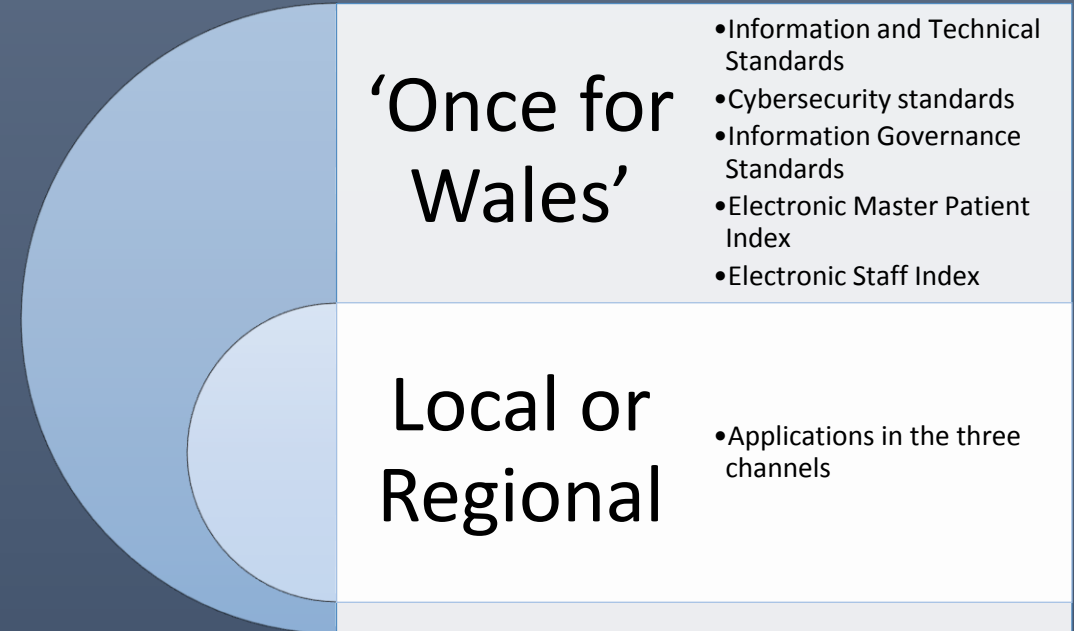 ‘Once for
Wales’
•Information and Technical
Standards
•Cybersecurity standards
•Information Governance
Standards
•Electronic Master Patient
Index
•Electronic Staff Index
Local or
Regional
•Applications in the three
channels